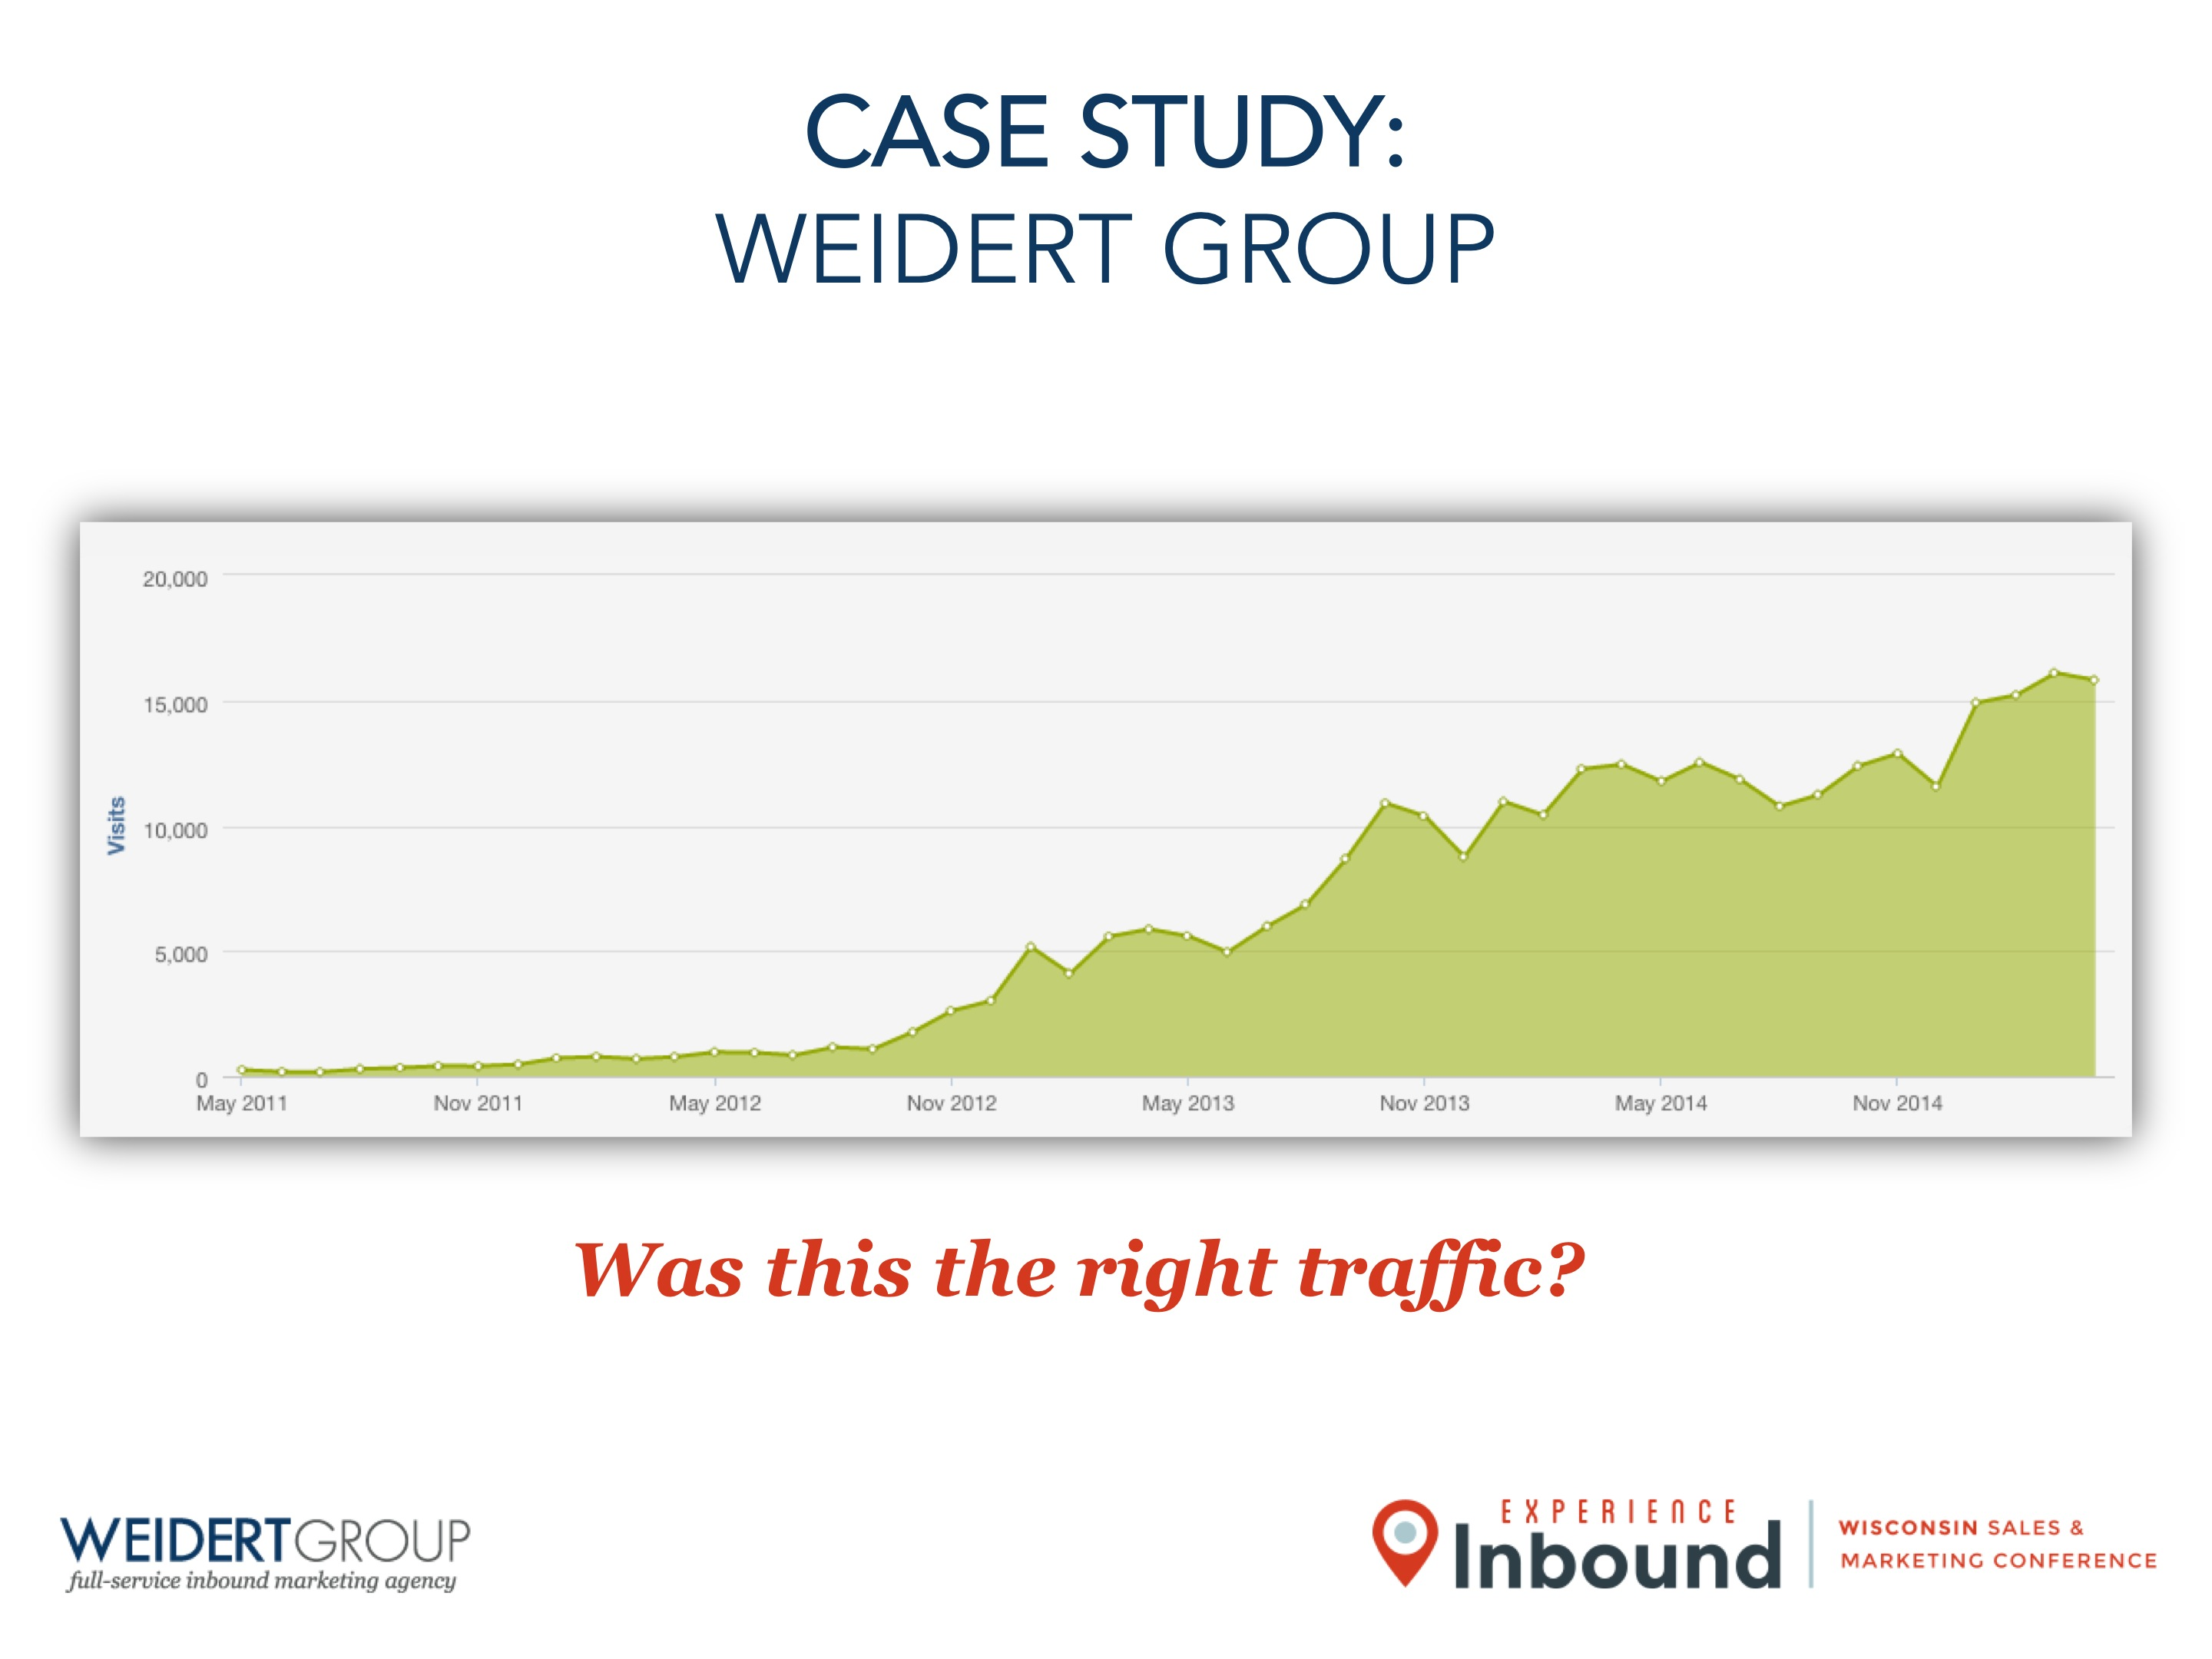 CASE STUDY:
WEIDERT GROUP
20,000
15,000
10,000
5,000
0
Visits
May 2011 Nov 2011 May 2012 Nov 2012 May 2013 Nov 2013 May 2014 Nov 2014
Was this the right traffic?
WEIDERTGROUP
full-service inbound marketing agency
EXPERIENCE
Inbound
WISCONSIN SALES &
MARKETING CONFERENCE